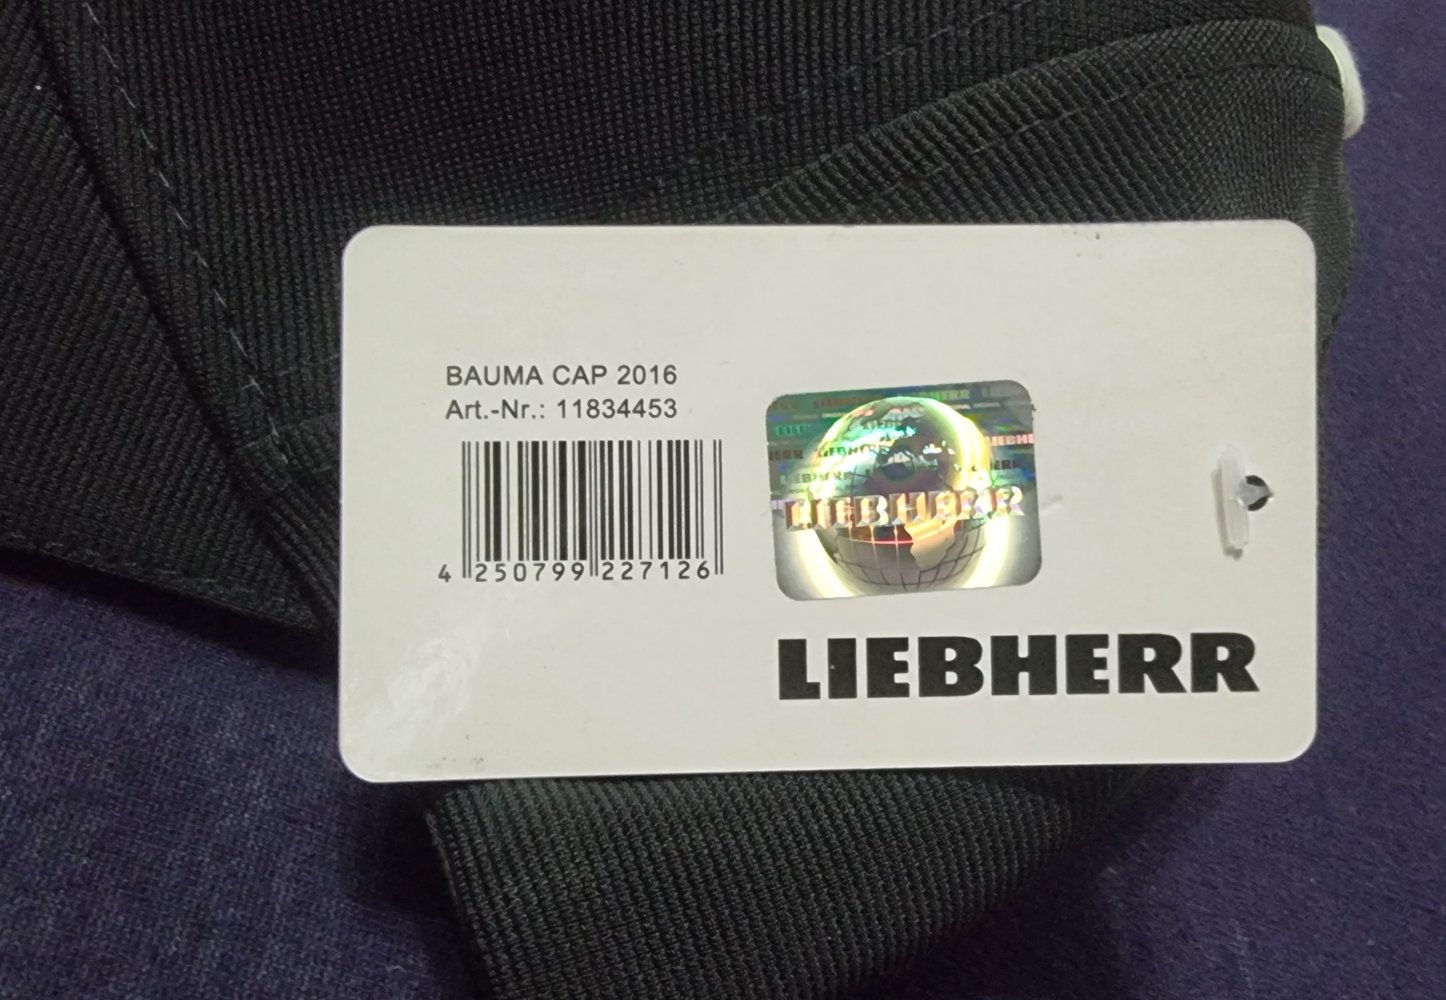 BAUMA CAP 2016
Art.-Nr.: 11834453
4 250799 227126
LIEBHERR
LIEBHERR